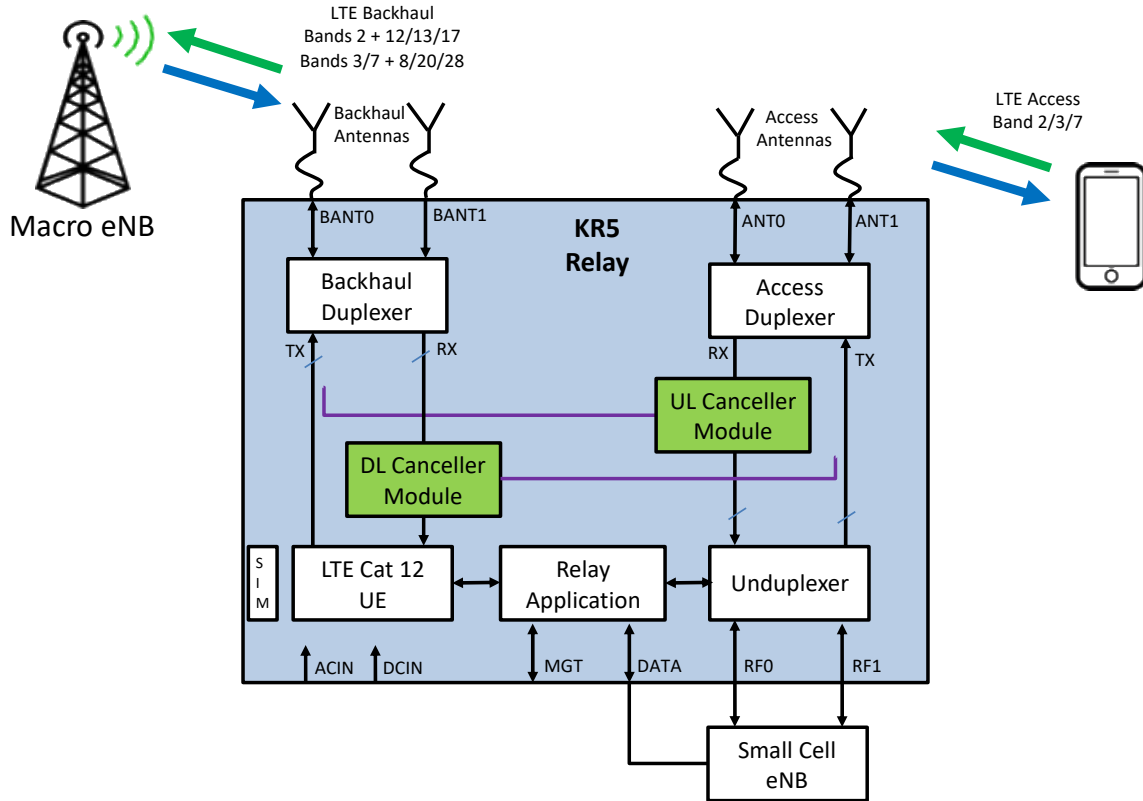 LTE Backhaul
Bands 2 + 12/13/17
Bands 3/7 + 8/20/28
Backhaul
Antennas
Access
Antennas
LTE Access
Band 2/3/7
Macro eNB
BANT0
BANT1
KR5
Relay
ANT0
ANT1
Backhaul
Duplexer
Access
Duplexer
TX
RX
RX
TX
UL Canceller
Module
DL Canceller
Module
S
I
M
LTE Cat 12
UE
Relay
Application
Unduplexer
ACIN
DCIN
MGT
DATA
RF0
RF1
Small Cell
eNB